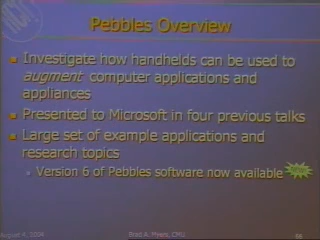 Pebbles Overview
Investigate how handhelds can be used to
augment computer applications and
appliances
Presented to Microsoft in four previous talks
Large set of example applications and
research topics
Version 6 of Pebbles software now available
August 4, 2004
Brad A. Myers, CMU